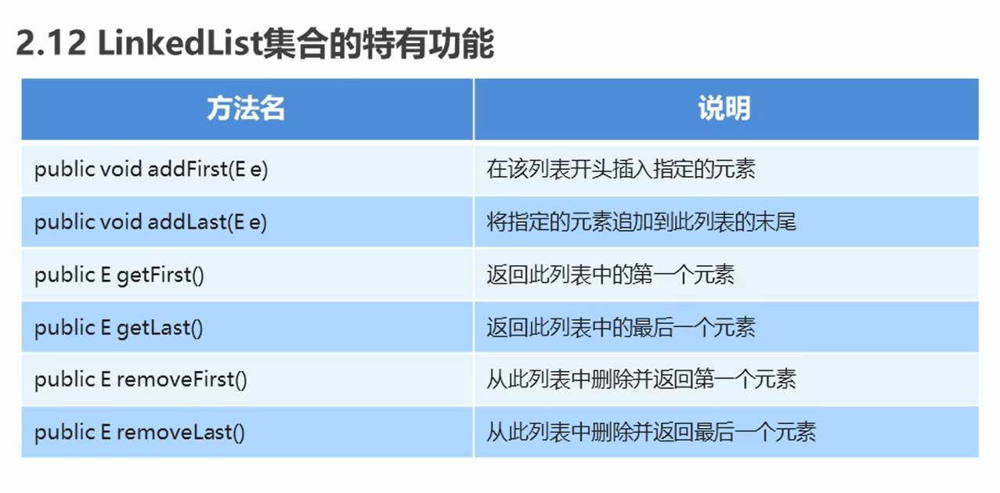 2.12 LinkedList集合的特有功能
方法名 说明
public void addFirst(E e) 在该列表开头插入指定的元素
public void addLast(E e) 将指定的元素追加到此列表的末尾
public E getFirst() 返回此列表中的第一个元素
public E getLast() 返回此列表中的最后一个元素
public E removeFirst() 从此列表中删除并返回第一个元素
public E removeLast() 从此列表中删除并返回最后一个元素